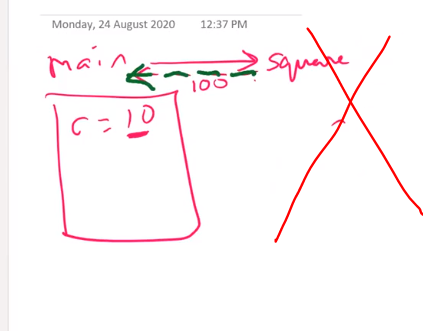 Monday, 24 August 2020 12:37 PM
main square
100
c = 10